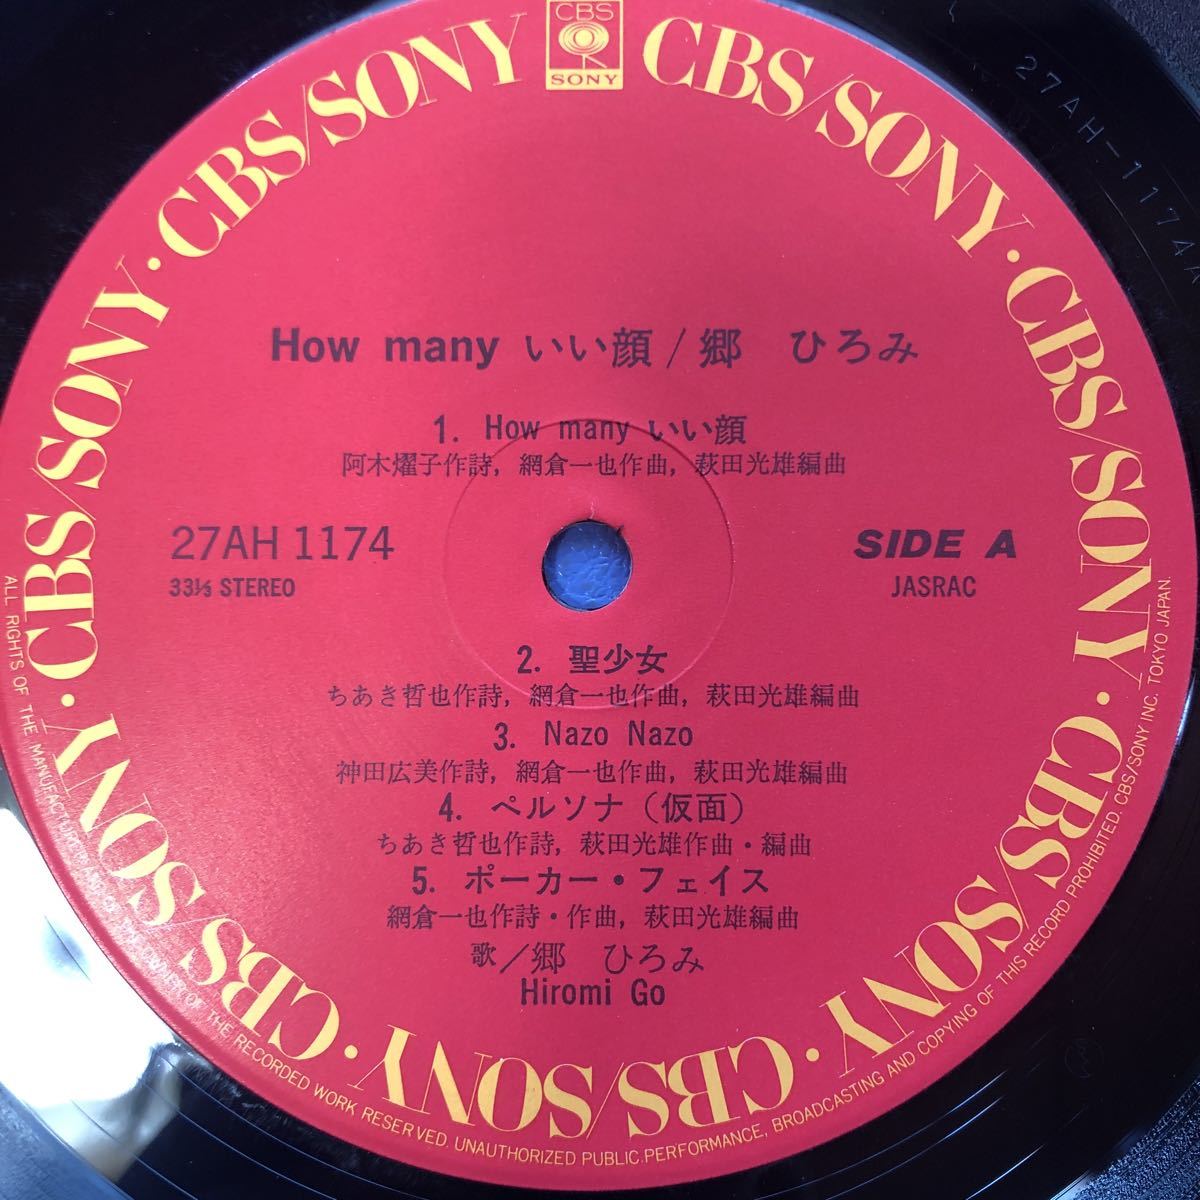 CBS
SONY
CBS/SONY · CBS/SONY · CBS/SONY · CBS/SONY · CBS/SONY · CBS/SONY · CBS/SONY · CBS/SONY
27AH-1174A
How many いい顔/郷 ひろみ
1. How many いい顔
阿木燿子作詩, 網倉一也作曲, 萩田光雄編曲
27AH 1174
33⅓ STEREO
SIDE A
JASRAC
2. 聖少女
ちあき哲也作詩, 網倉一也作曲, 萩田光雄編曲
3. Nazo Nazo
神田広美作詩, 網倉一也作曲, 萩田光雄編曲
4. ペルソナ(仮面)
ちあき哲也作詩, 萩田光雄作曲・編曲
5. ポーカー・フェイス
網倉一也作詩・作曲, 萩田光雄編曲
歌/郷 ひろみ
Hiromi Go
ALL RIGHTS OF THE MANUFACTURER AND OF THE OWNER OF THE RECORDED WORK RESERVED. UNAUTHORIZED PUBLIC PERFORMANCE, BROADCASTING AND COPYING OF THIS RECORD PROHIBITED. CBS/SONY INC. TOKYO JAPAN.